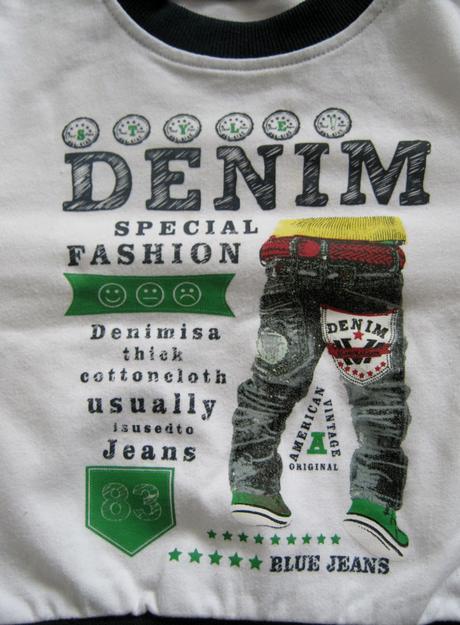 STYLE
DENIM
SPECIAL
FASHION
Denimisa
thick
cottoncloth
usually
isusedto
Jeans
83
DENIM
AMERICAN
VINTAGE
A
ORIGINAL
BLUE JEANS